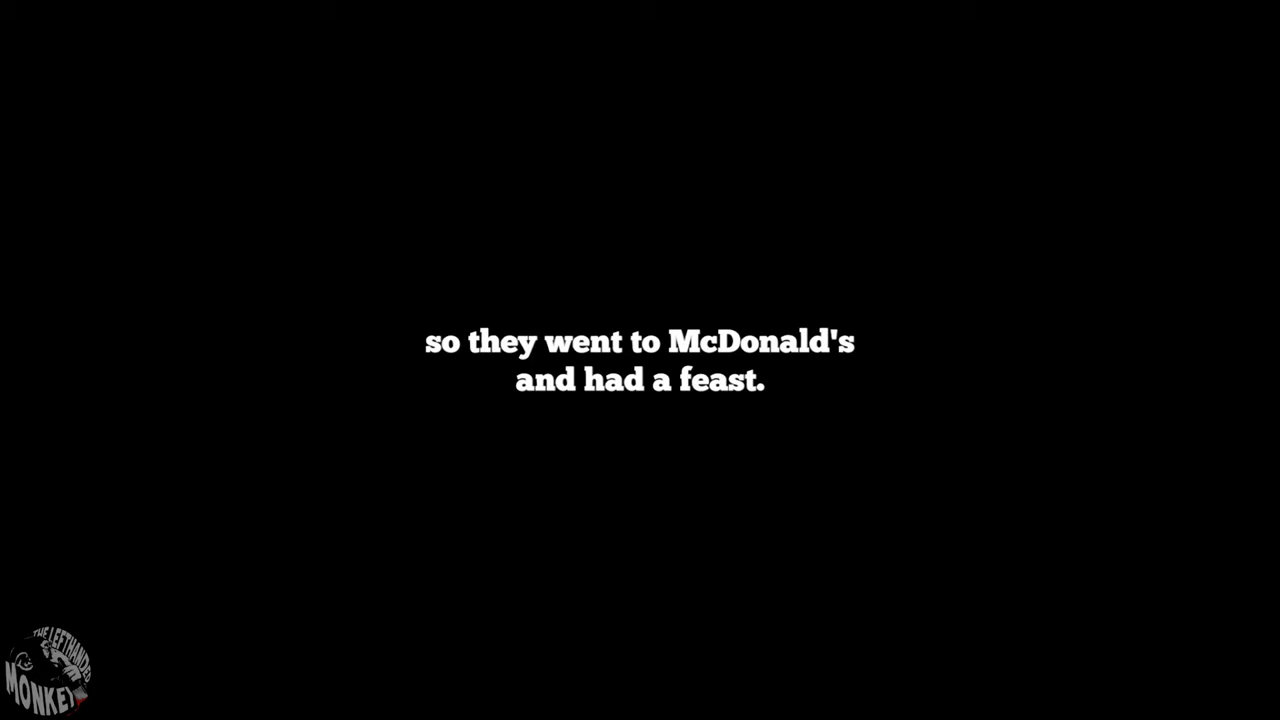 so they went to McDonald's
and had a feast.
THE LEFTHANDED
MONKEY